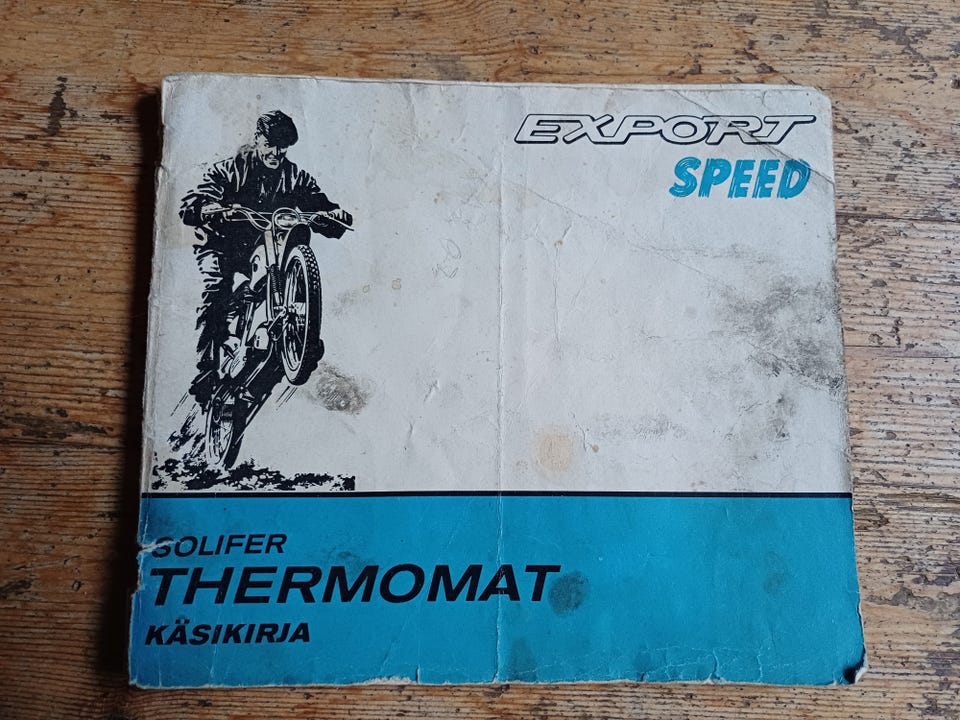 EXPORT
SPEED
SOLIFER
THERMOMAT
KÄSIKIRJA